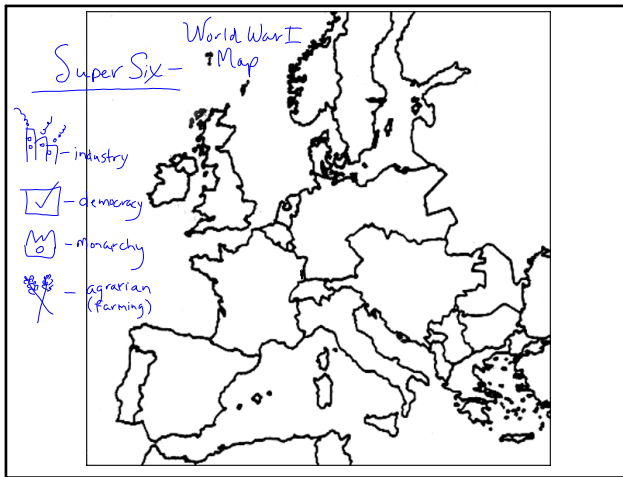 Super Six – World War I
Map
– industry
– democracy
– Monarchy
– agrarian
(farming)